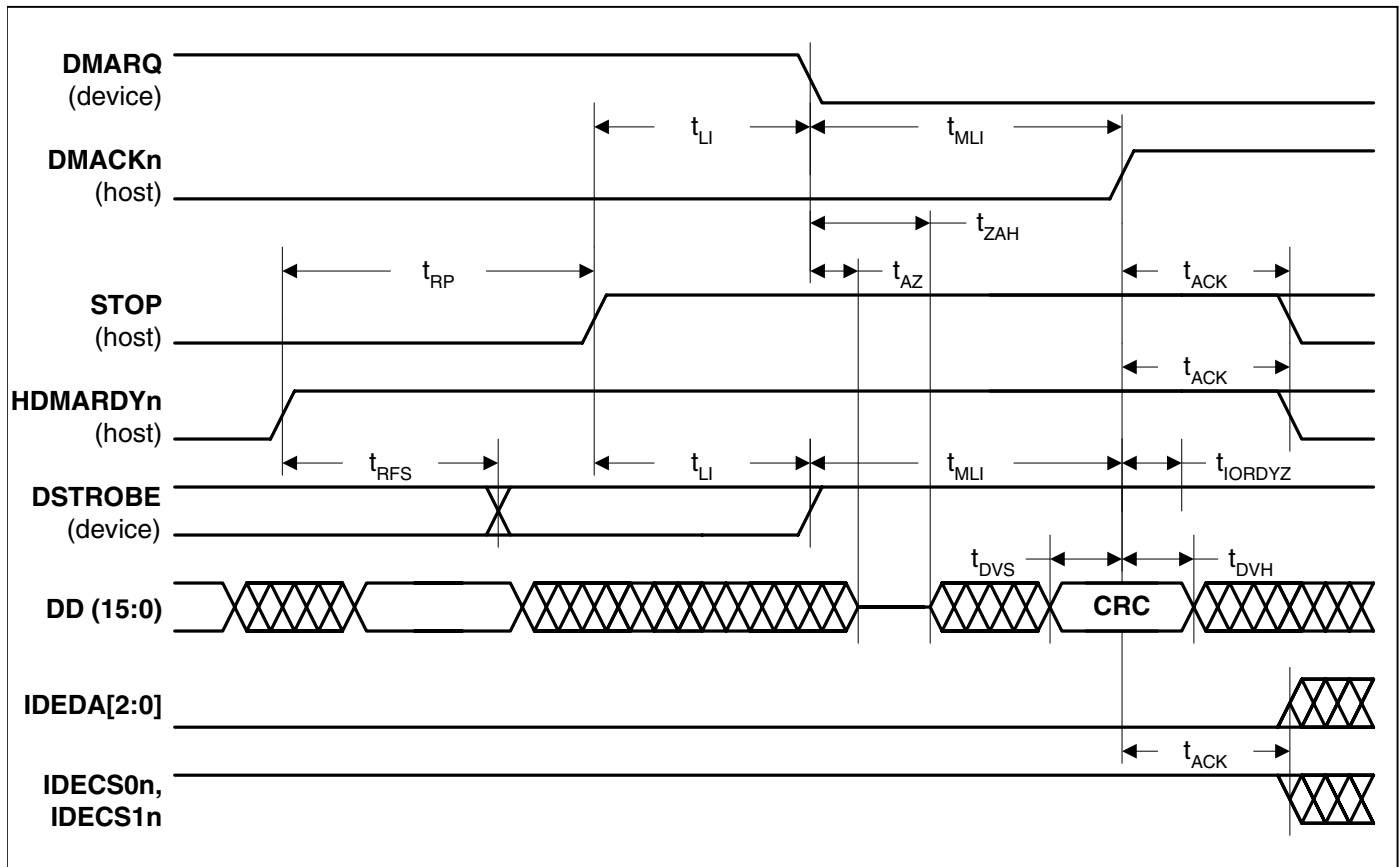 DMARQ
(device)
t_LI
t_MLI
DMACKn
(host)
t_ZAH
t_RP
t_AZ
t_ACK
STOP
(host)
t_ACK
HDMARDYn
(host)
t_RFS
t_LI
t_MLI
t_IORDYZ
DSTROBE
(device)
t_DVS
t_DVH
DD (15:0)
CRC
IDEDA[2:0]
t_ACK
IDECS0n,
IDECS1n